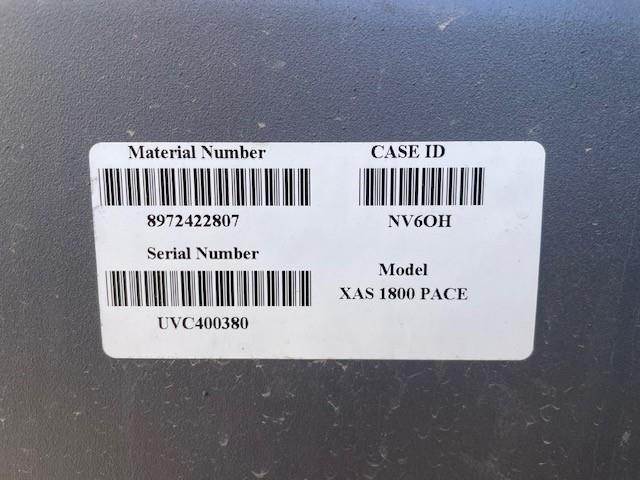 Material Number
8972422807
Serial Number
UVC400380
CASE ID
NV6OH
Model
XAS 1800 PACE